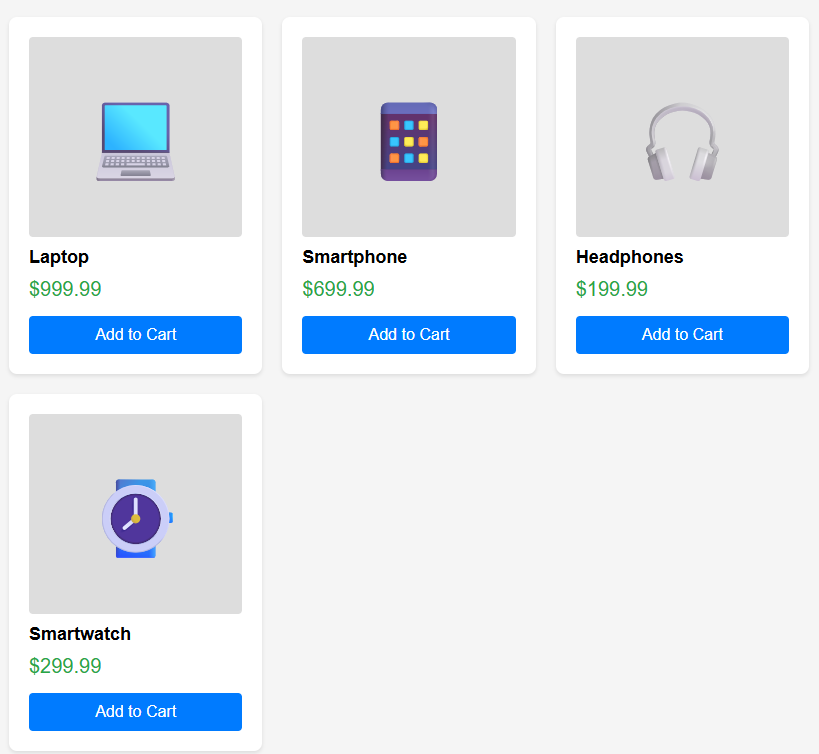 Laptop
$999.99
Add to Cart
Smartphone
$699.99
Add to Cart
Headphones
$199.99
Add to Cart
Smartwatch
$299.99
Add to Cart